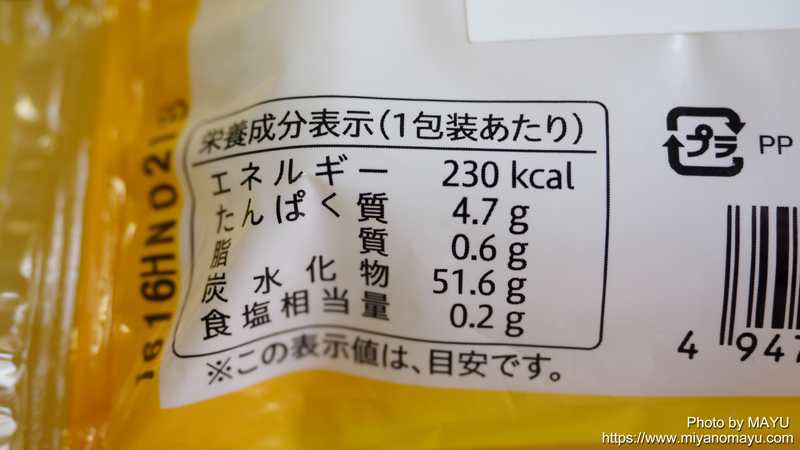 栄養成分表示(1包装あたり)
エネルギー 230 kcal
たんぱく質 4.7 g
脂質 0.6 g
炭水化物 51.6 g
食塩相当量 0.2 g
※この表示値は、目安です。
プラ PP
4 947
Photo by MAYU
https://www.miyanomayu.com/